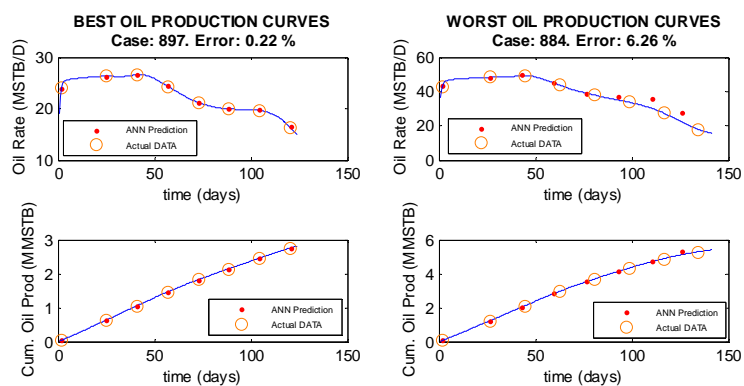 BEST OIL PRODUCTION CURVES
Case: 897. Error: 0.22 %
30
20
10
Oil Rate (MSTB/D)
ANN Prediction
Actual DATA
0
50
100
150
time (days)
WORST OIL PRODUCTION CURVES
Case: 884. Error: 6.26 %
60
40
20
0
Oil Rate (MSTB/D)
ANN Prediction
Actual DATA
0
50
100
150
time (days)
3
2
1
0
Cum. Oil Prod (MMSTB)
ANN Prediction
Actual DATA
0
50
100
150
time (days)
6
4
2
0
Cum. Oil Prod (MMSTB)
ANN Prediction
Actual DATA
0
50
100
150
time (days)